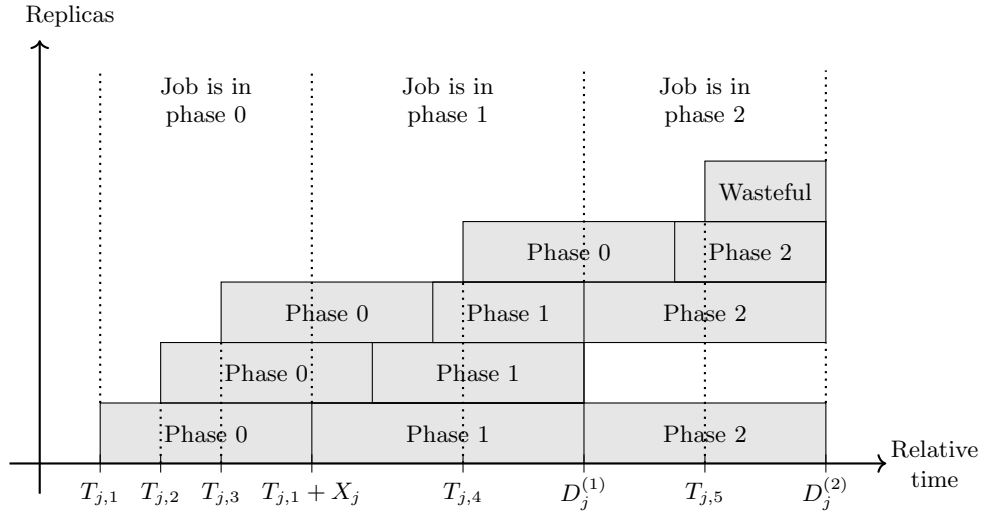 Replicas
Job is in
phase 0
Job is in
phase 1
Job is in
phase 2
Wasteful
Phase 0
Phase 2
Phase 0
Phase 1
Phase 2
Phase 0
Phase 1
Phase 0
Phase 1
Phase 2
Relative
time
T_{j,1}
T_{j,2}
T_{j,3}
T_{j,1} + X_j
T_{j,4}
D_j^{(1)}
T_{j,5}
D_j^{(2)}